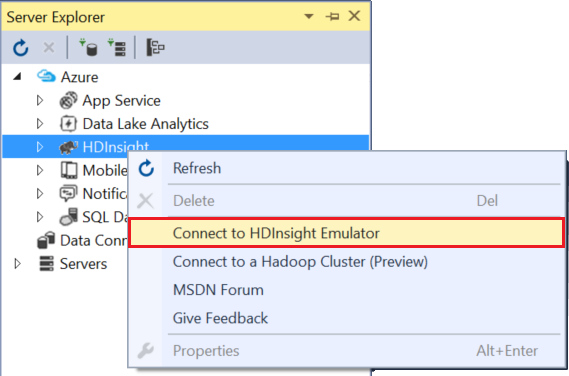 Server Explorer
Azure
App Service
Data Lake Analytics
HDInsight
Mobile
Notifica
SQL Da
Data Conn
Servers
Refresh
Delete Del
Connect to HDInsight Emulator
Connect to a Hadoop Cluster (Preview)
MSDN Forum
Give Feedback
Properties Alt+Enter